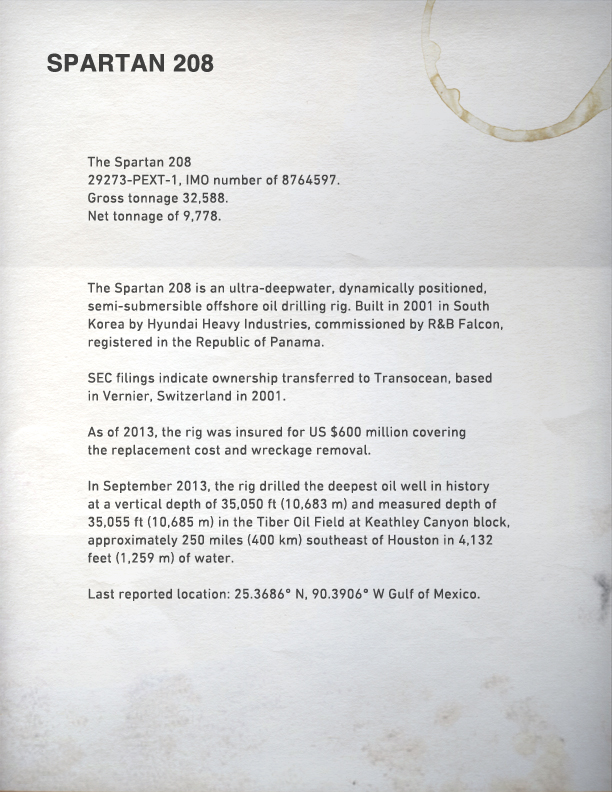 SPARTAN 208
The Spartan 208
29273-PEXT-1, IMO number of 8764597.
Gross tonnage 32,588.
Net tonnage of 9,778.
The Spartan 208 is an ultra-deepwater, dynamically positioned,
semi-submersible offshore oil drilling rig. Built in 2001 in South
Korea by Hyundai Heavy Industries, commissioned by R&B Falcon,
registered in the Republic of Panama.
SEC filings indicate ownership transferred to Transocean, based
in Vernier, Switzerland in 2001.
As of 2013, the rig was insured for US $600 million covering
the replacement cost and wreckage removal.
In September 2013, the rig drilled the deepest oil well in history
at a vertical depth of 35,050 ft (10,683 m) and measured depth of
35,055 ft (10,685 m) in the Tiber Oil Field at Keathley Canyon block,
approximately 250 miles (400 km) southeast of Houston in 4,132
feet (1,259 m) of water.
Last reported location: 25.3686° N, 90.3906° W Gulf of Mexico.